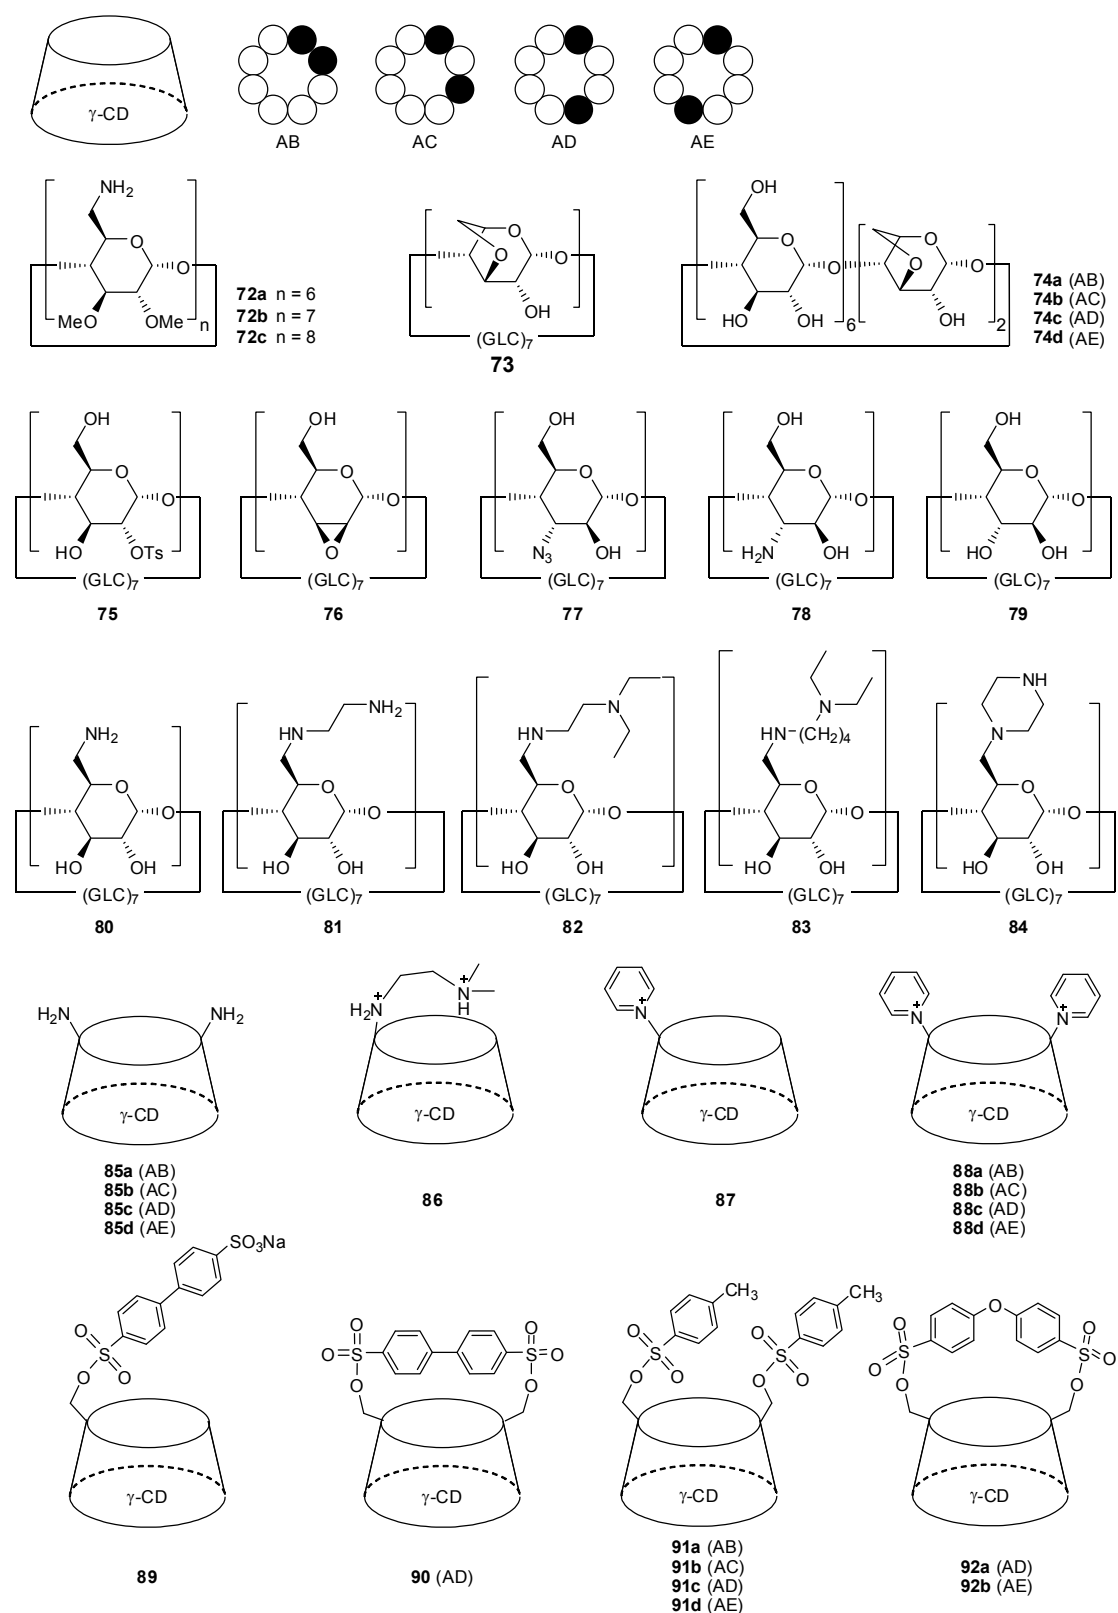 γ-CD
AB
AC
AD
AE
NH2
O
O
MeO
OMe
n
72a n = 6
72b n = 7
72c n = 8
O
O
O
OH
(GLC)7
73
OH
O
O
HO
OH
6
O
O
O
OH
2
74a (AB)
74b (AC)
74c (AD)
74d (AE)
OH
O
O
HO
OTs
(GLC)7
75
OH
O
O
O
(GLC)7
76
OH
O
O
N3
OH
(GLC)7
77
OH
O
O
H2N
OH
(GLC)7
78
OH
O
O
HO
OH
(GLC)7
79
NH2
O
O
HO
OH
(GLC)7
80
NH2
HN
O
O
HO
OH
(GLC)7
81
N
HN
O
O
HO
OH
(GLC)7
82
N
HN-(CH2)4
O
O
HO
OH
(GLC)7
83
NH
N
O
O
HO
OH
(GLC)7
84
H2N
NH2
γ-CD
85a (AB)
85b (AC)
85c (AD)
85d (AE)
H2N+
+NH
γ-CD
86
N+
γ-CD
87
N+
N+
γ-CD
88a (AB)
88b (AC)
88c (AD)
88d (AE)
SO3Na
O
O
S
O
γ-CD
89
O
O=S
O
O
S=O
O
γ-CD
90 (AD)
CH3
CH3
O
S
O
O
O
S
O
O
γ-CD
91a (AB)
91b (AC)
91c (AD)
91d (AE)
O
O
S
O
O
O
S
O
O
γ-CD
92a (AD)
92b (AE)